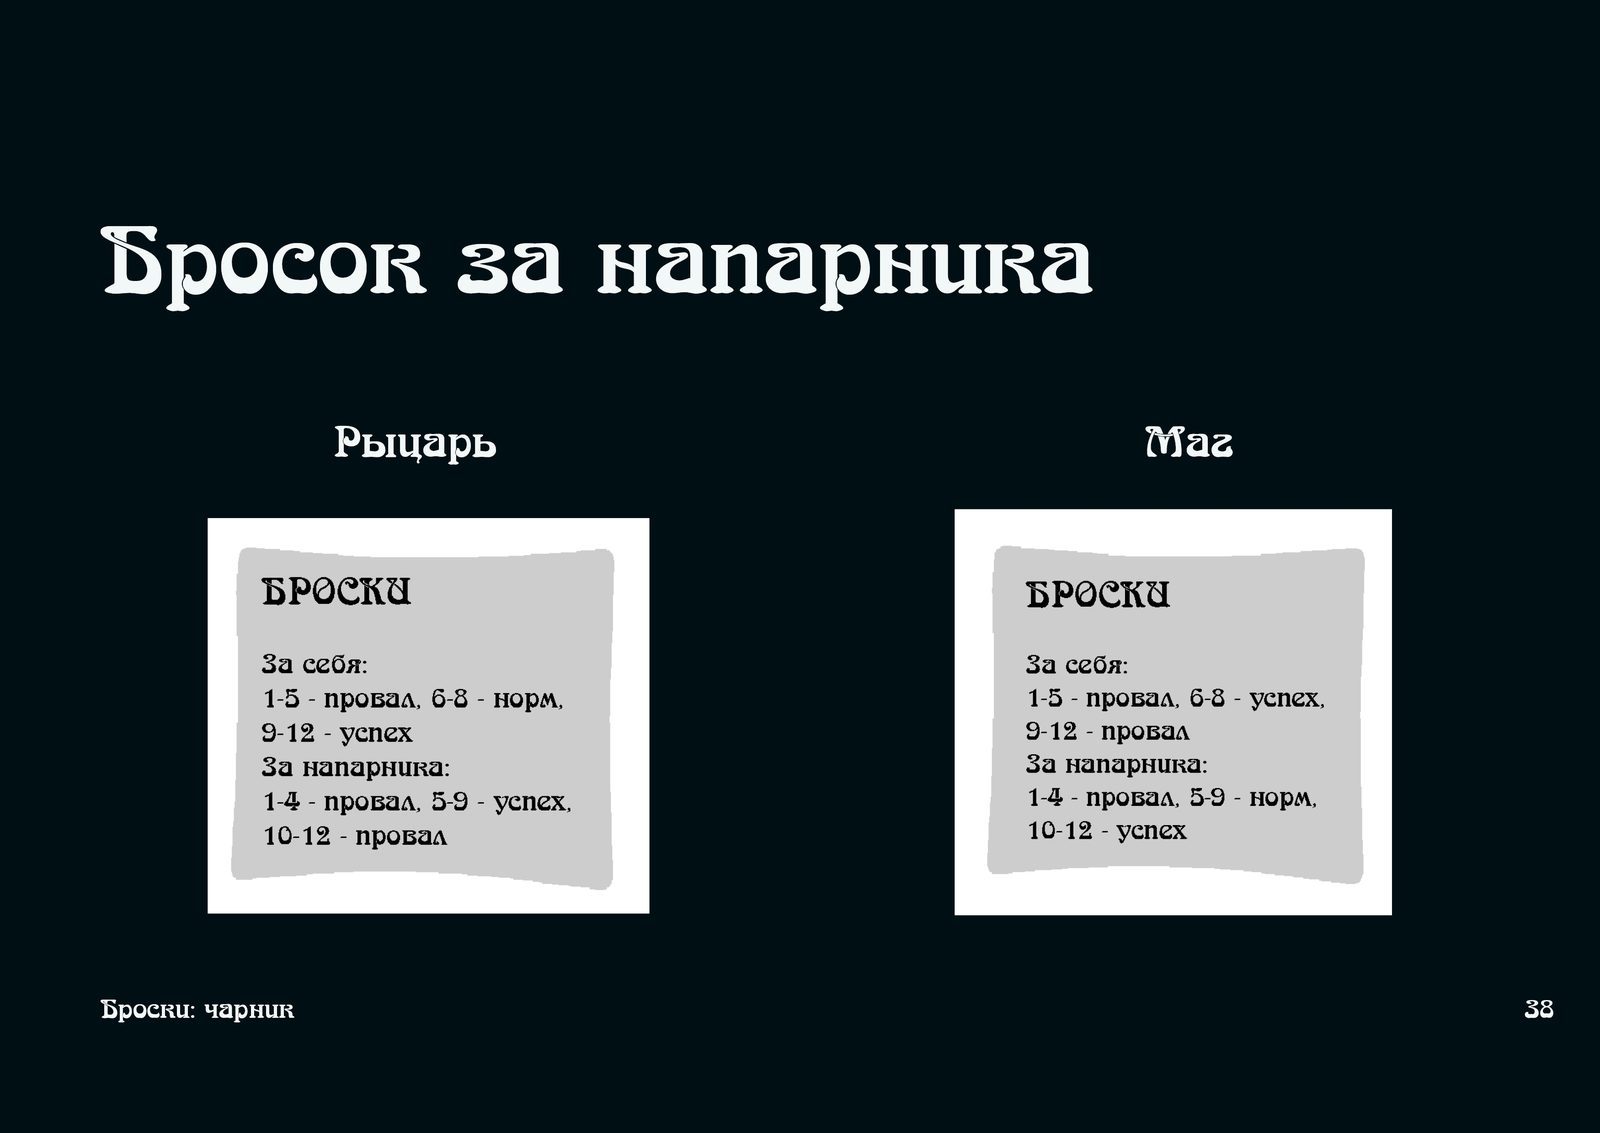 Бросок за напарника
Рыцарь
БРОСКИ
За себя:
1-5 - провал, 6-8 - норм,
9-12 - успех
За напарника:
1-4 - провал, 5-9 - успех,
10-12 - провал
Маг
БРОСКИ
За себя:
1-5 - провал, 6-8 - успех,
9-12 - провал
За напарника:
1-4 - провал, 5-9 - норм,
10-12 - успех
Броски: чарник
38